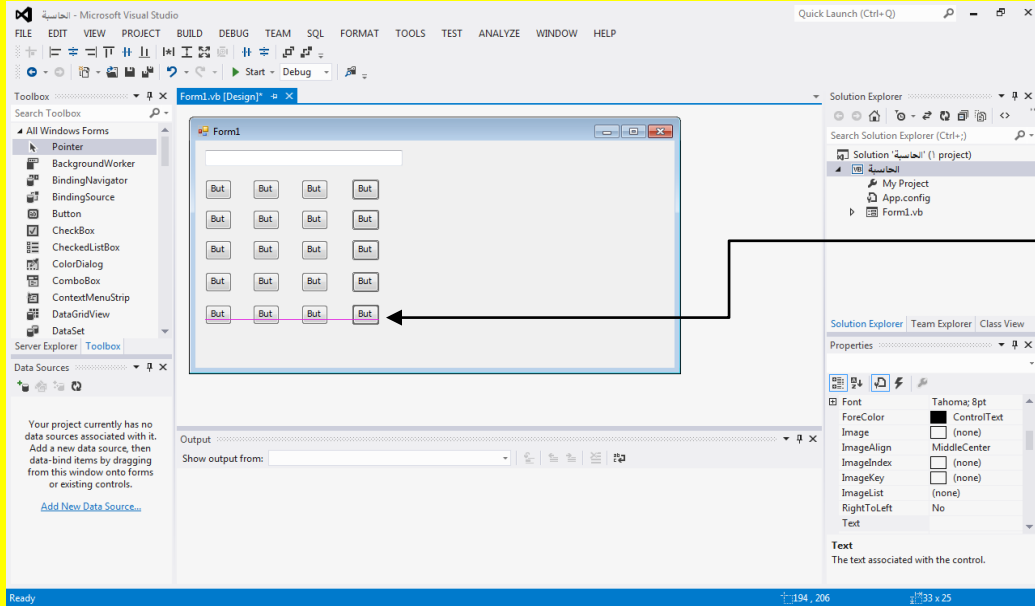 الحاسبة - Microsoft Visual Studio
Quick Launch (Ctrl+Q)
FILE EDIT VIEW PROJECT BUILD DEBUG TEAM SQL FORMAT TOOLS TEST ANALYZE WINDOW HELP
Start Debug
Toolbox
Search Toolbox
All Windows Forms
Pointer
BackgroundWorker
BindingNavigator
BindingSource
Button
CheckBox
CheckedListBox
ColorDialog
ComboBox
ContextMenuStrip
DataGridView
DataSet
Server Explorer Toolbox
Data Sources
Your project currently has no
data sources associated with it.
Add a new data source, then
data-bind items by dragging
from this window onto forms
or existing controls.
Add New Data Source...
Form1.vb [Design]*
Form1
But But But But
But But But But
But But But But
But But But But
But But But But
Output
Show output from:
Solution Explorer
Search Solution Explorer (Ctrl+;)
Solution 'الحاسبة' (١ project)
الحاسبة
My Project
App.config
Form1.vb
Solution Explorer Team Explorer Class View
Properties
Font Tahoma; 8pt
ForeColor ControlText
Image (none)
ImageAlign MiddleCenter
ImageIndex (none)
ImageKey (none)
ImageList (none)
RightToLeft No
Text
Text
The text associated with the control.
Ready
194 , 206
33 x 25